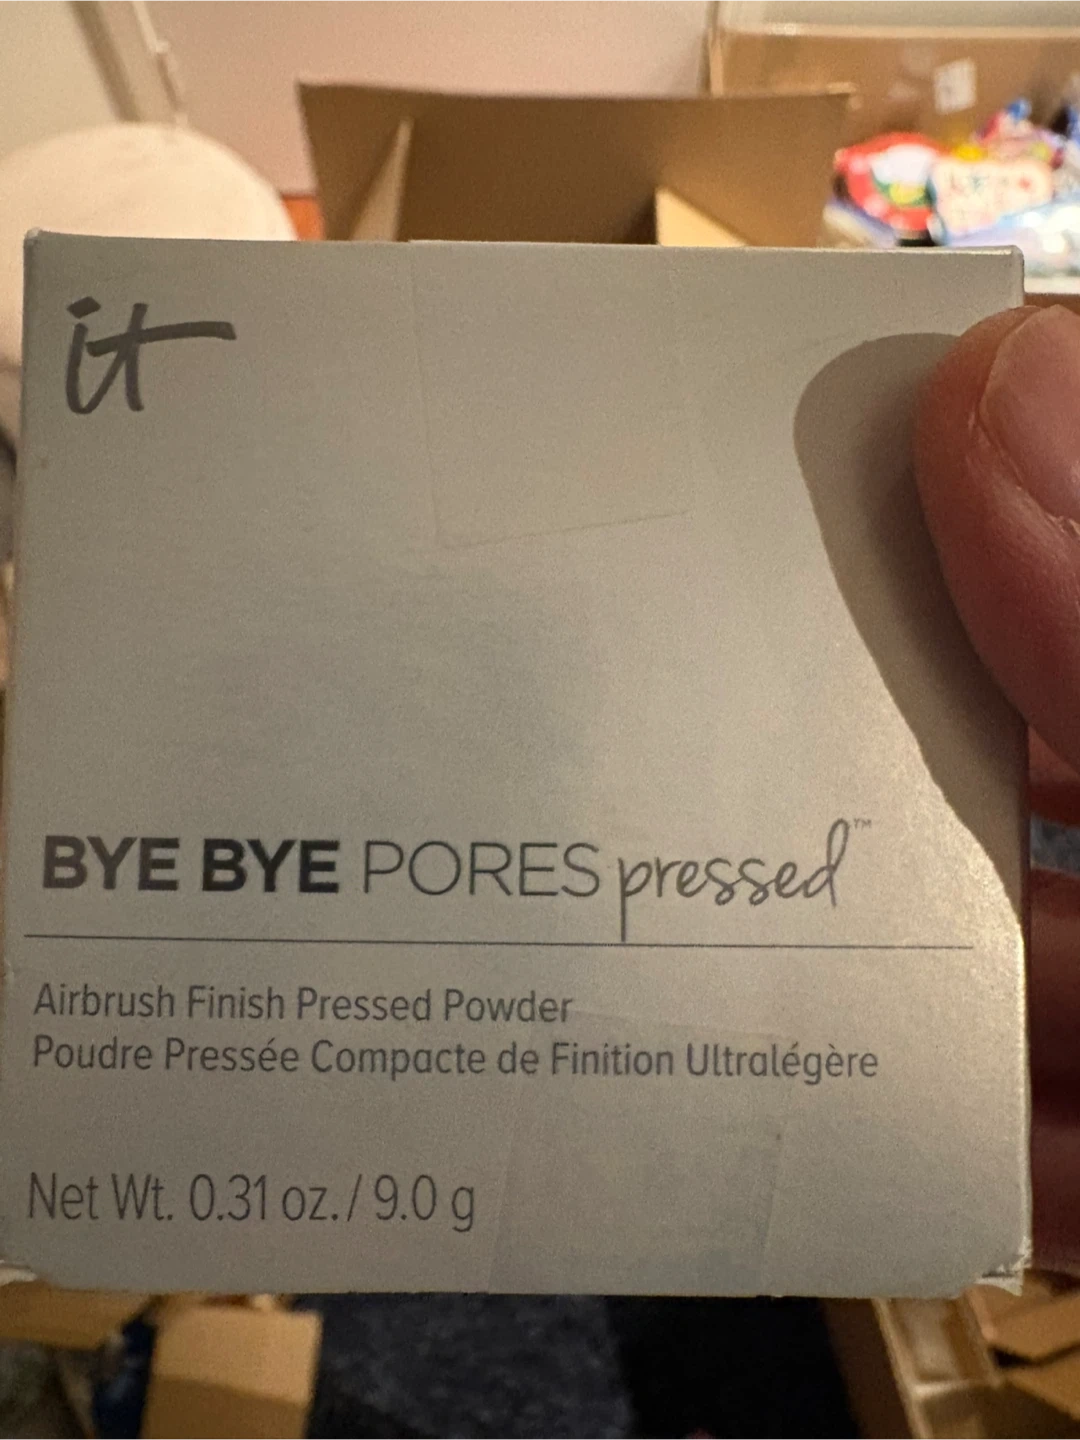 it
BYE BYE PORES pressed™
Airbrush Finish Pressed Powder
Poudre Pressée Compacte de Finition Ultralégère
Net Wt. 0.31 oz. / 9.0 g